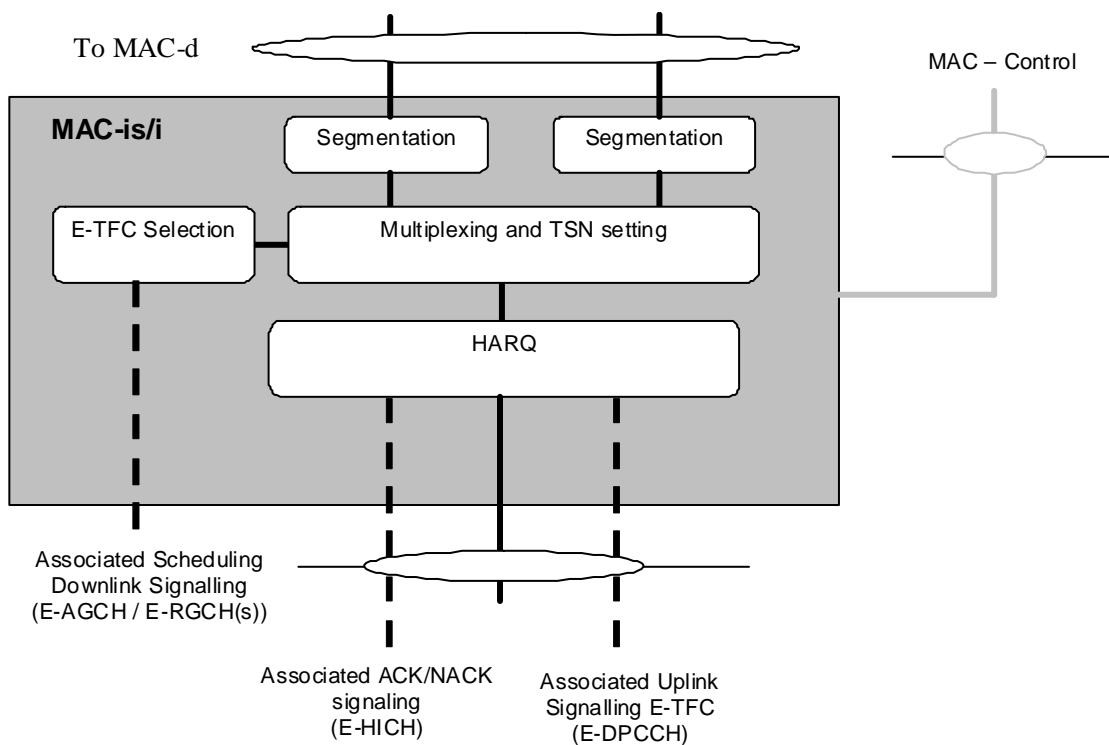 To MAC-d
MAC – Control
MAC-is/i
Segmentation
Segmentation
E-TFC Selection
Multiplexing and TSN setting
HARQ
Associated Scheduling
Downlink Signalling
(E-AGCH / E-RGCH(s))
Associated ACK/NACK
signaling
(E-HICH)
Associated Uplink
Signalling E-TFC
(E-DPCCH)